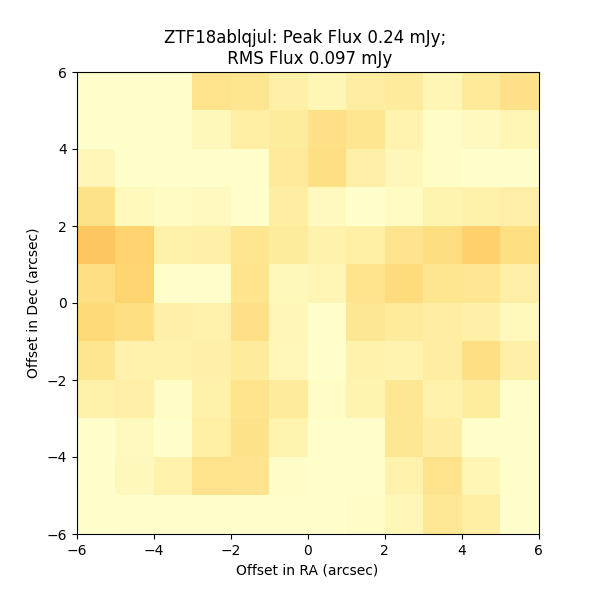 ZTF18ablqjul: Peak Flux 0.24 mJy;
RMS Flux 0.097 mJy
6
4
2
0
−2
−4
−6
Offset in Dec (arcsec)
−6 −4 −2 0 2 4 6
Offset in RA (arcsec)